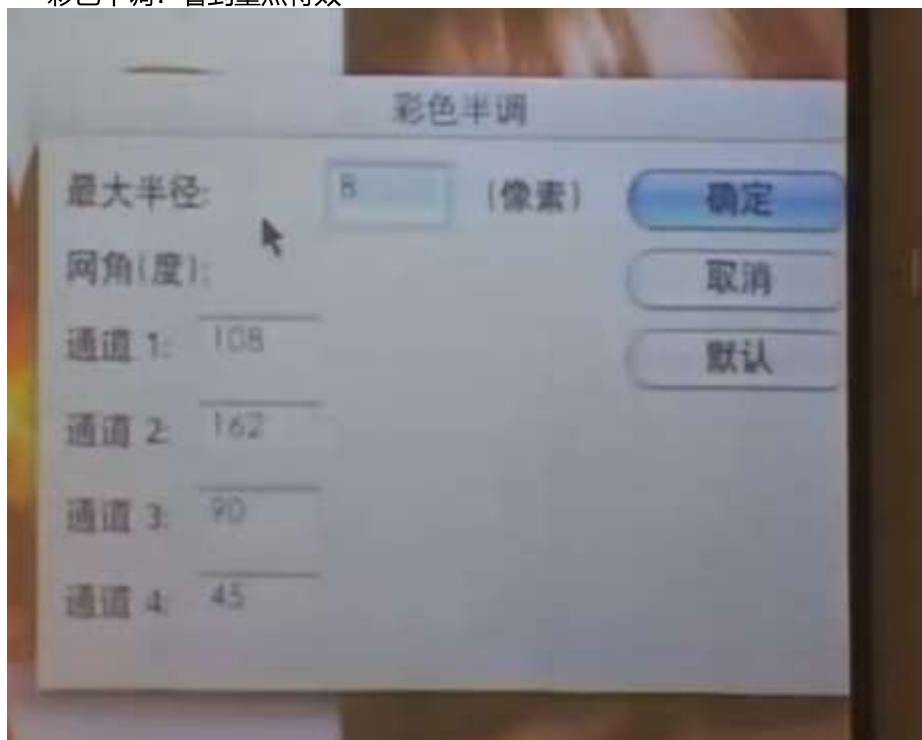 彩色半调
最大半径: 8 (像素) 确定
网角(度): 取消
通道 1: 108 默认
通道 2: 162
通道 3: 90
通道 4: 45